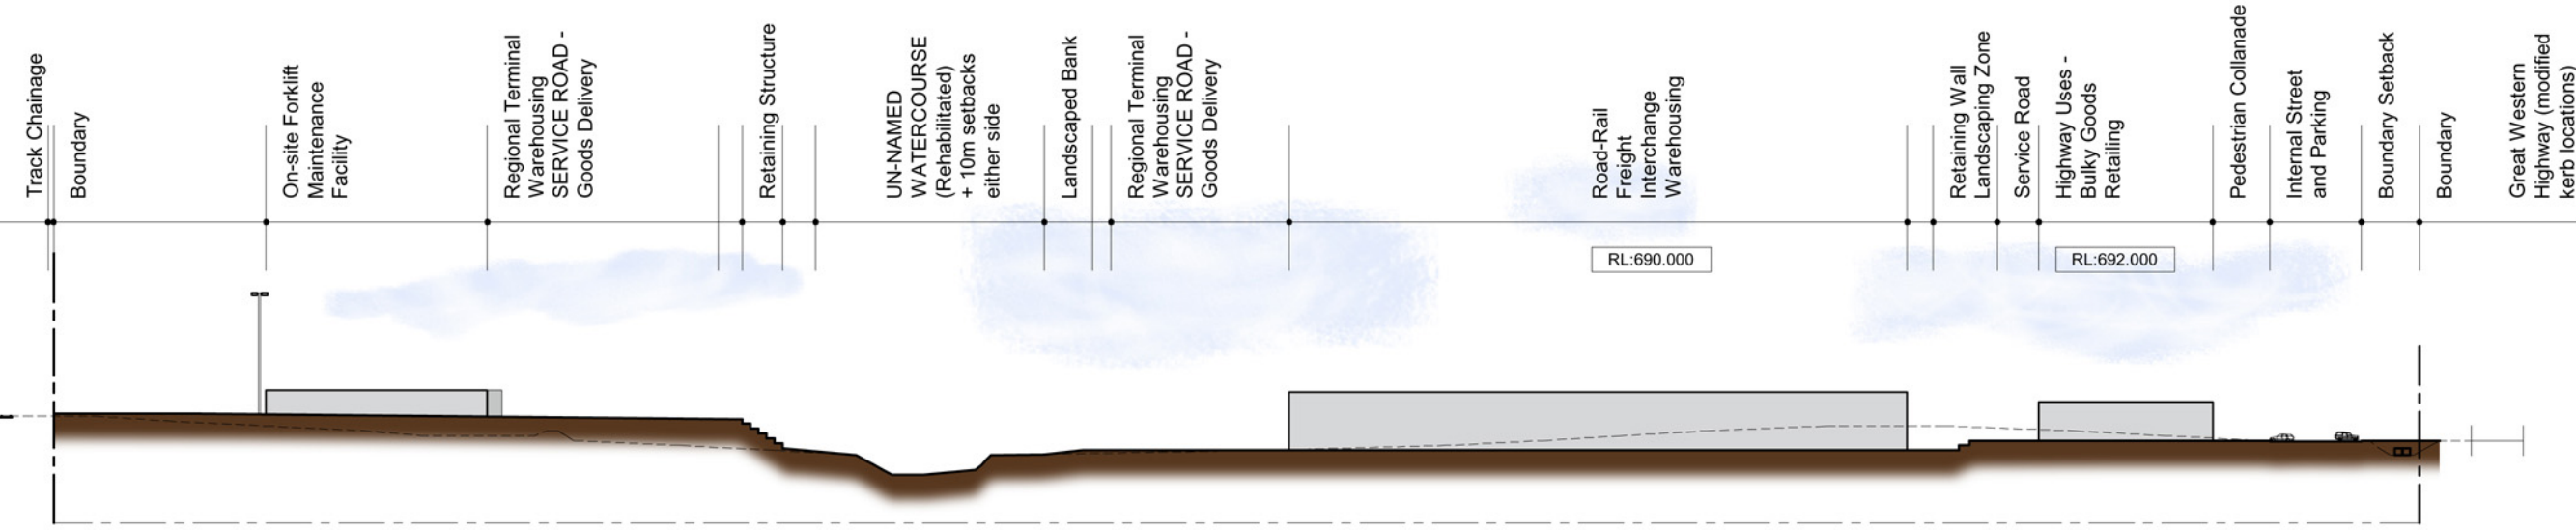 Track Chainage
Boundary
On-site Forklift
Maintenance
Facility
Regional Terminal
Warehousing
SERVICE ROAD -
Goods Delivery
Retaining Structure
UN-NAMED
WATERCOURSE
(Rehabilitated)
+ 10m setbacks
either side
Landscaped Bank
Regional Terminal
Warehousing
SERVICE ROAD -
Goods Delivery
Road-Rail
Freight
Interchange
Warehousing
Retaining Wall
Landscaping Zone
Service Road
Highway Uses -
Bulky Goods
Retailing
Pedestrian Collanade
Internal Street
and Parking
Boundary Setback
Boundary
Great Western
Highway (modified
kerb locations)
RL:690.000
RL:692.000